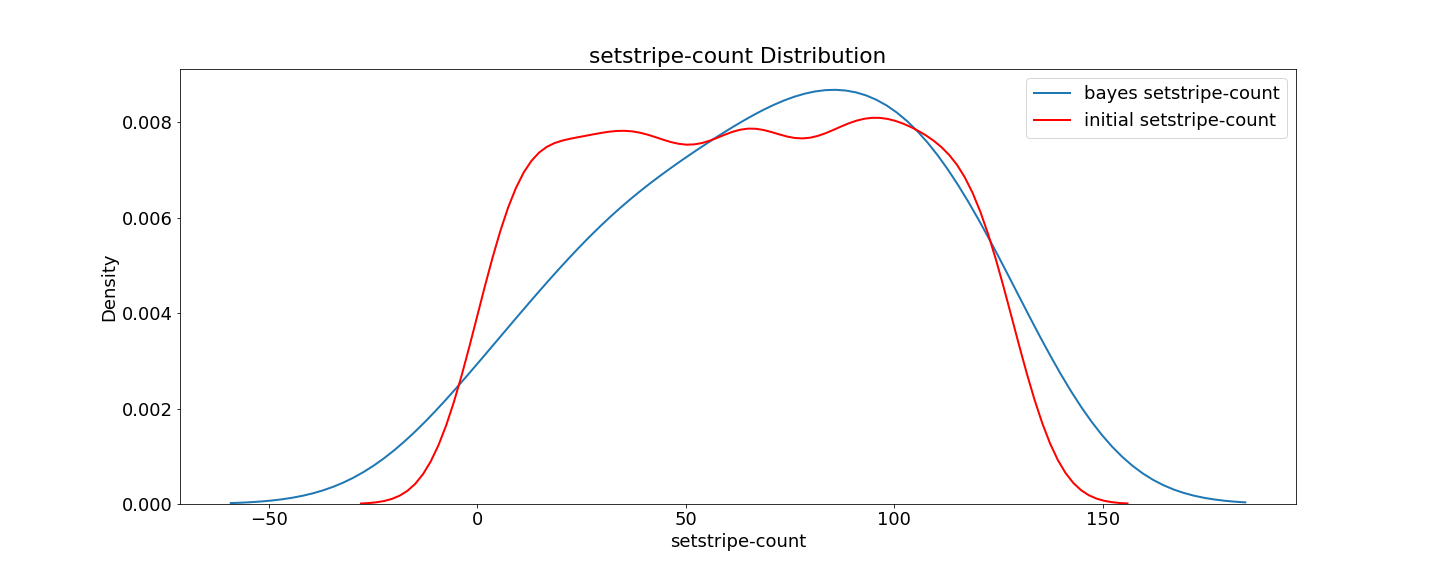 setstripe-count Distribution
bayes setstripe-count
initial setstripe-count
Density
0.008
0.006
0.004
0.002
0.000
−50
0
50
100
150
setstripe-count